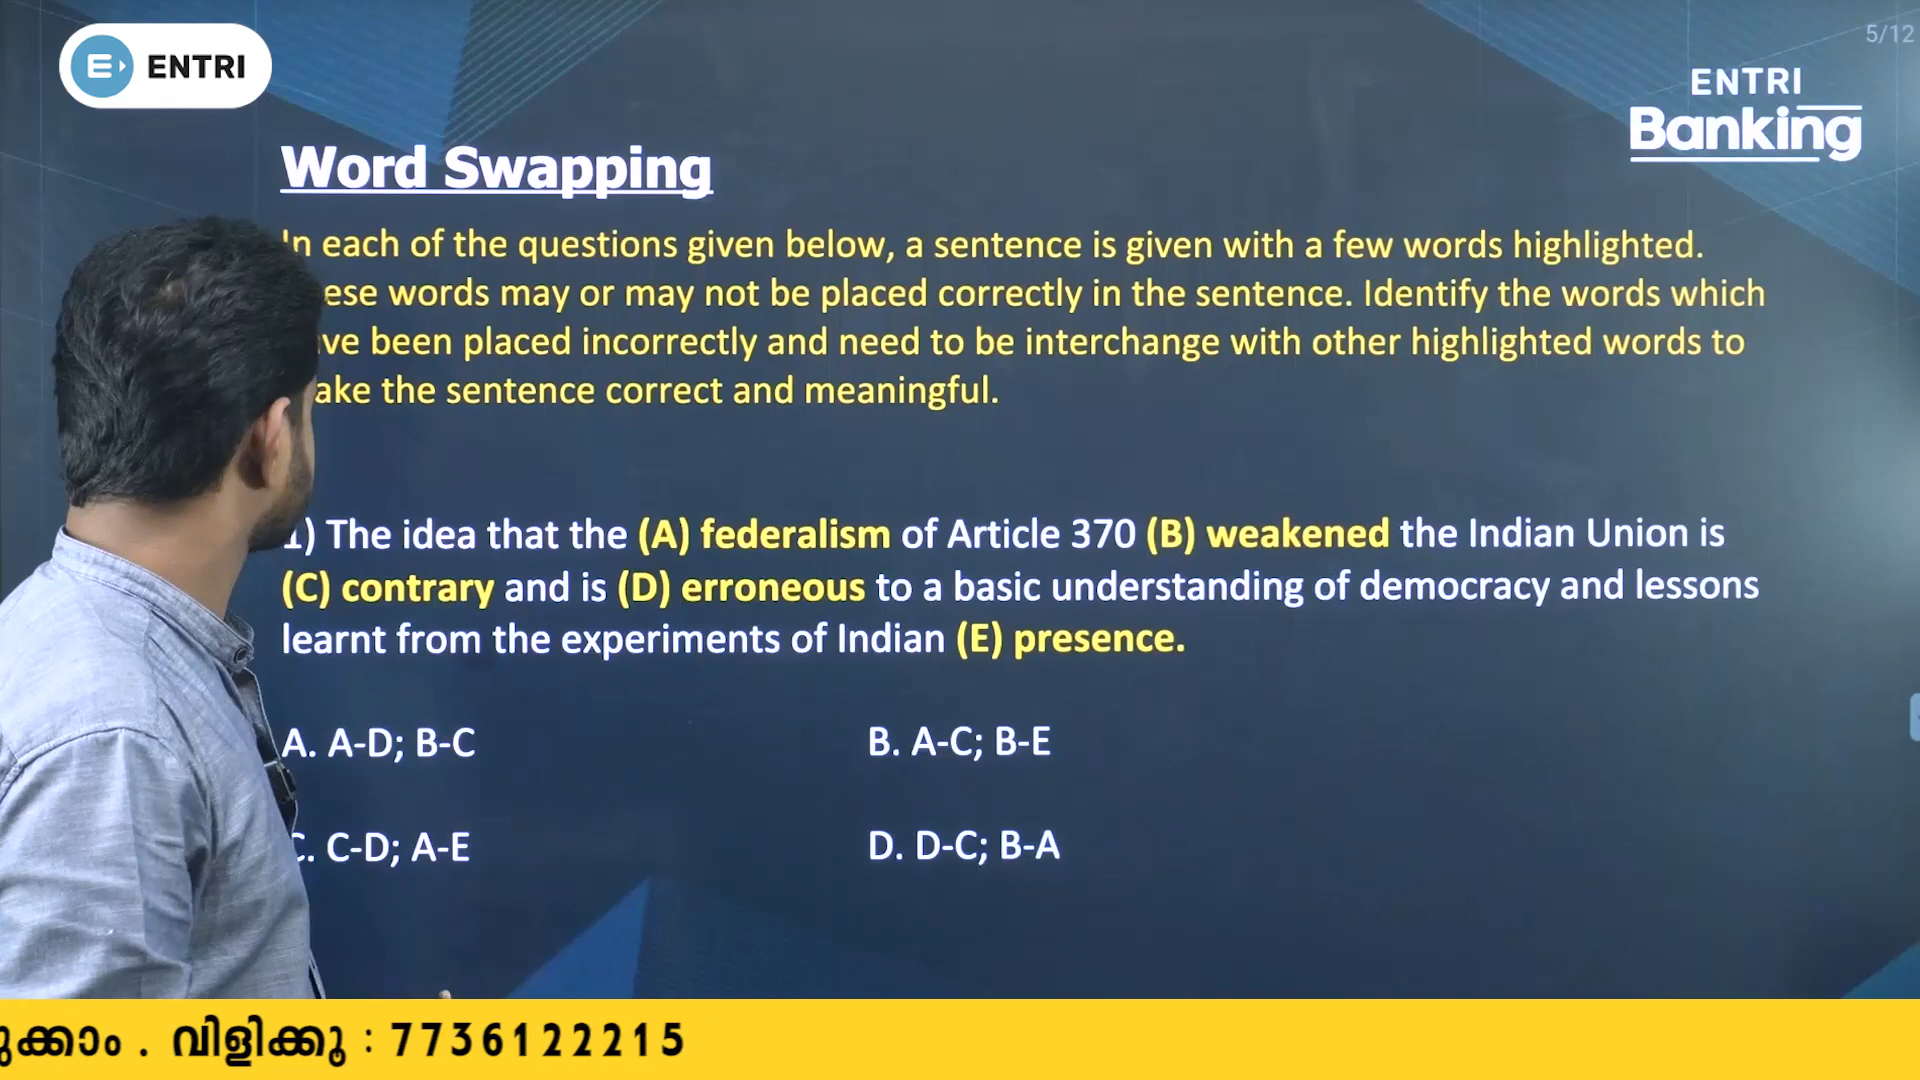 ENTRI
5/12
ENTRI
Banking
Word Swapping
In each of the questions given below, a sentence is given with a few words highlighted.
words may or may not be placed correctly in the sentence. Identify the words which
been placed incorrectly and need to be interchange with other highlighted words to
the sentence correct and meaningful.
1) The idea that the (A) federalism of Article 370 (B) weakened the Indian Union is
(C) contrary and is (D) erroneous to a basic understanding of democracy and lessons
learnt from the experiments of Indian (E) presence.
A. A-D; B-C
B. A-C; B-E
C. C-D; A-E
D. D-C; B-A
. വിളിക്കൂ : 7736122215